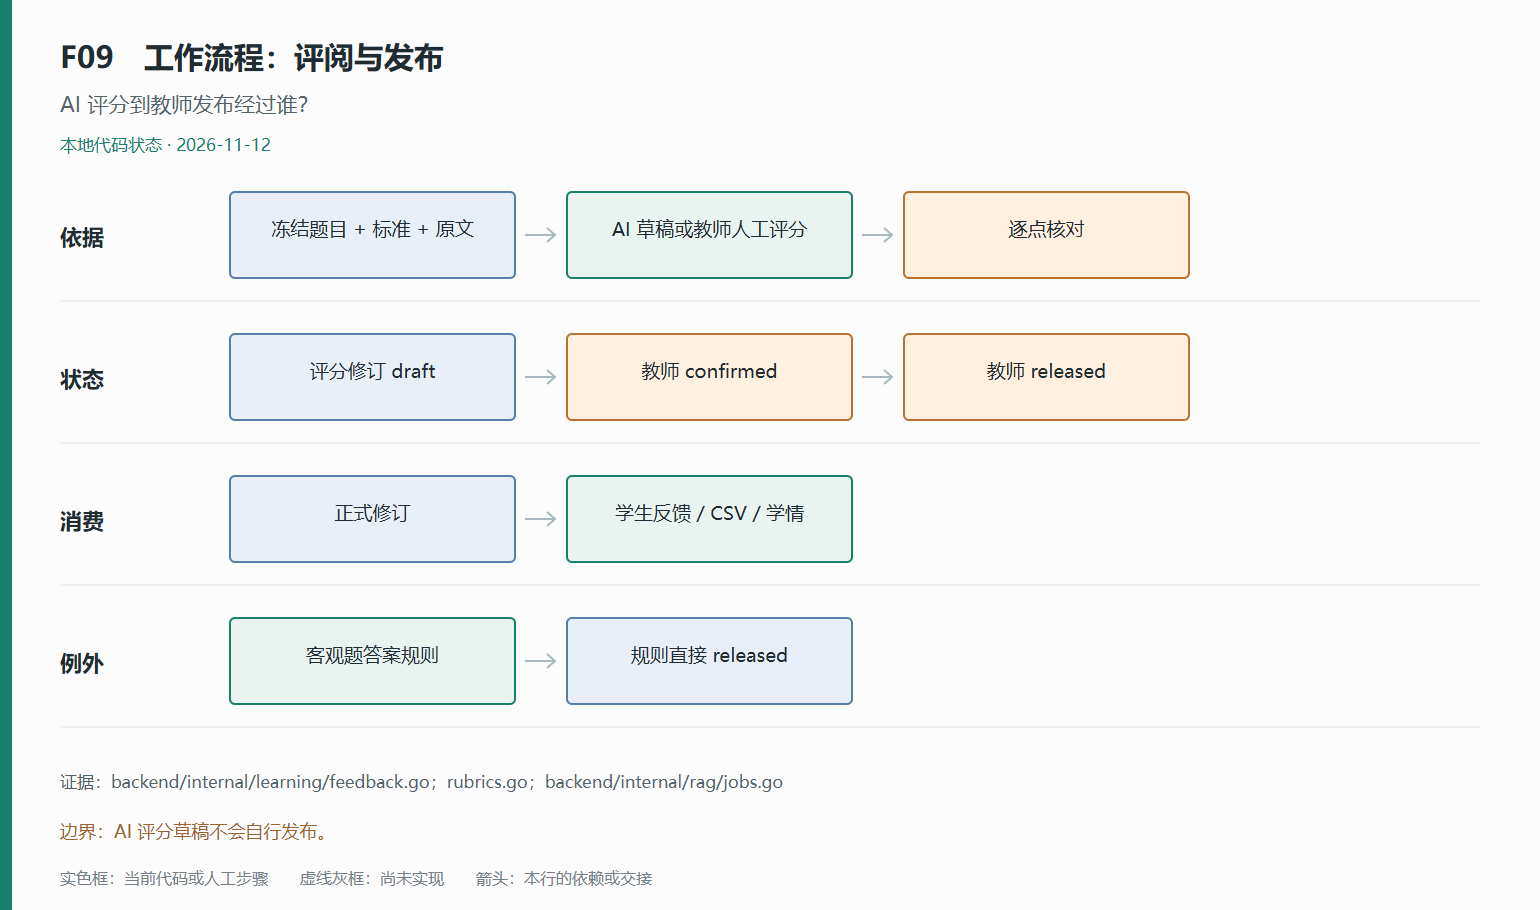 F09 工作流程：评阅与发布
AI 评分到教师发布经过谁？
本地代码状态 · 2026-11-12
依据
冻结题目 + 标准 + 原文
AI 草稿或教师人工评分
逐点核对
状态
评分修订 draft
教师 confirmed
教师 released
消费
正式修订
学生反馈 / CSV / 学情
例外
客观题答案规则
规则直接 released
证据：backend/internal/learning/feedback.go；rubrics.go；backend/internal/rag/jobs.go
边界：AI 评分草稿不会自行发布。
实色框：当前代码或人工步骤 虚线灰框：尚未实现 箭头：本行的依赖或交接